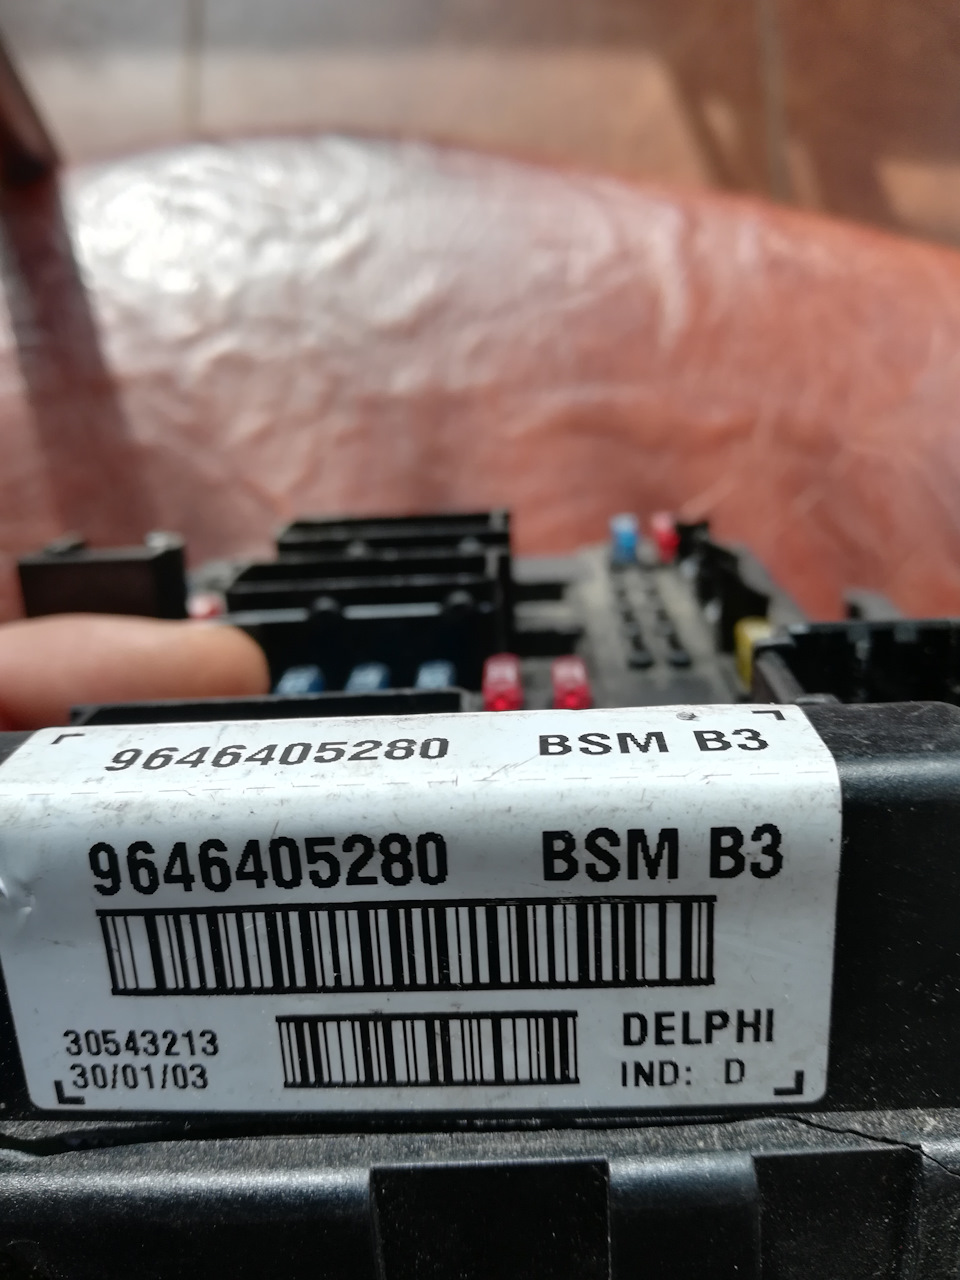 9646405280 BSM B3
9646405280 BSM B3
30543213 DELPHI
30/01/03 IND: D